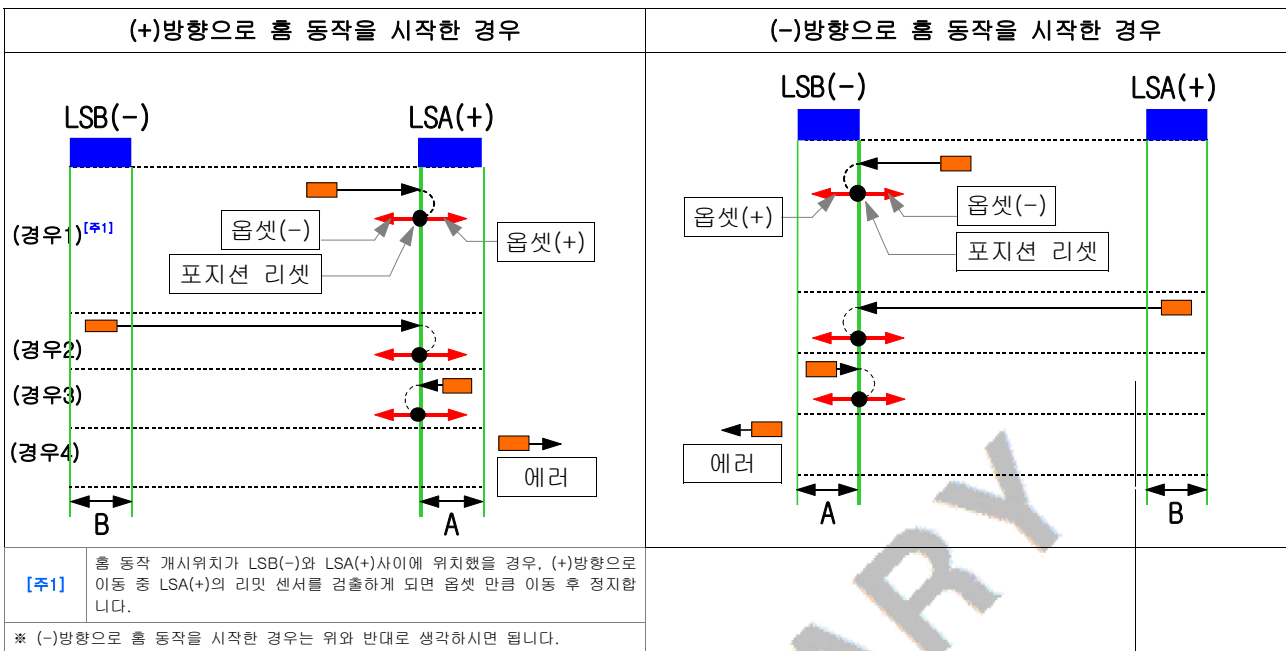 (+)방향으로 홈 동작을 시작한 경우
(-)방향으로 홈 동작을 시작한 경우
LSB(-)
LSA(+)
(경우1)[주1]
옵셋(-)
옵셋(+)
포지션 리셋
(경우2)
(경우3)
(경우4)
에러
B
A
LSB(-)
LSA(+)
옵셋(+)
옵셋(-)
포지션 리셋
에러
A
B
[주1]
홈 동작 개시위치가 LSB(-)와 LSA(+)사이에 위치했을 경우, (+)방향으로
이동 중 LSA(+)의 리밋 센서를 검출하게 되면 옵셋 만큼 이동 후 정지합
니다.
※ (-)방향으로 홈 동작을 시작한 경우는 위와 반대로 생각하시면 됩니다.
ARY